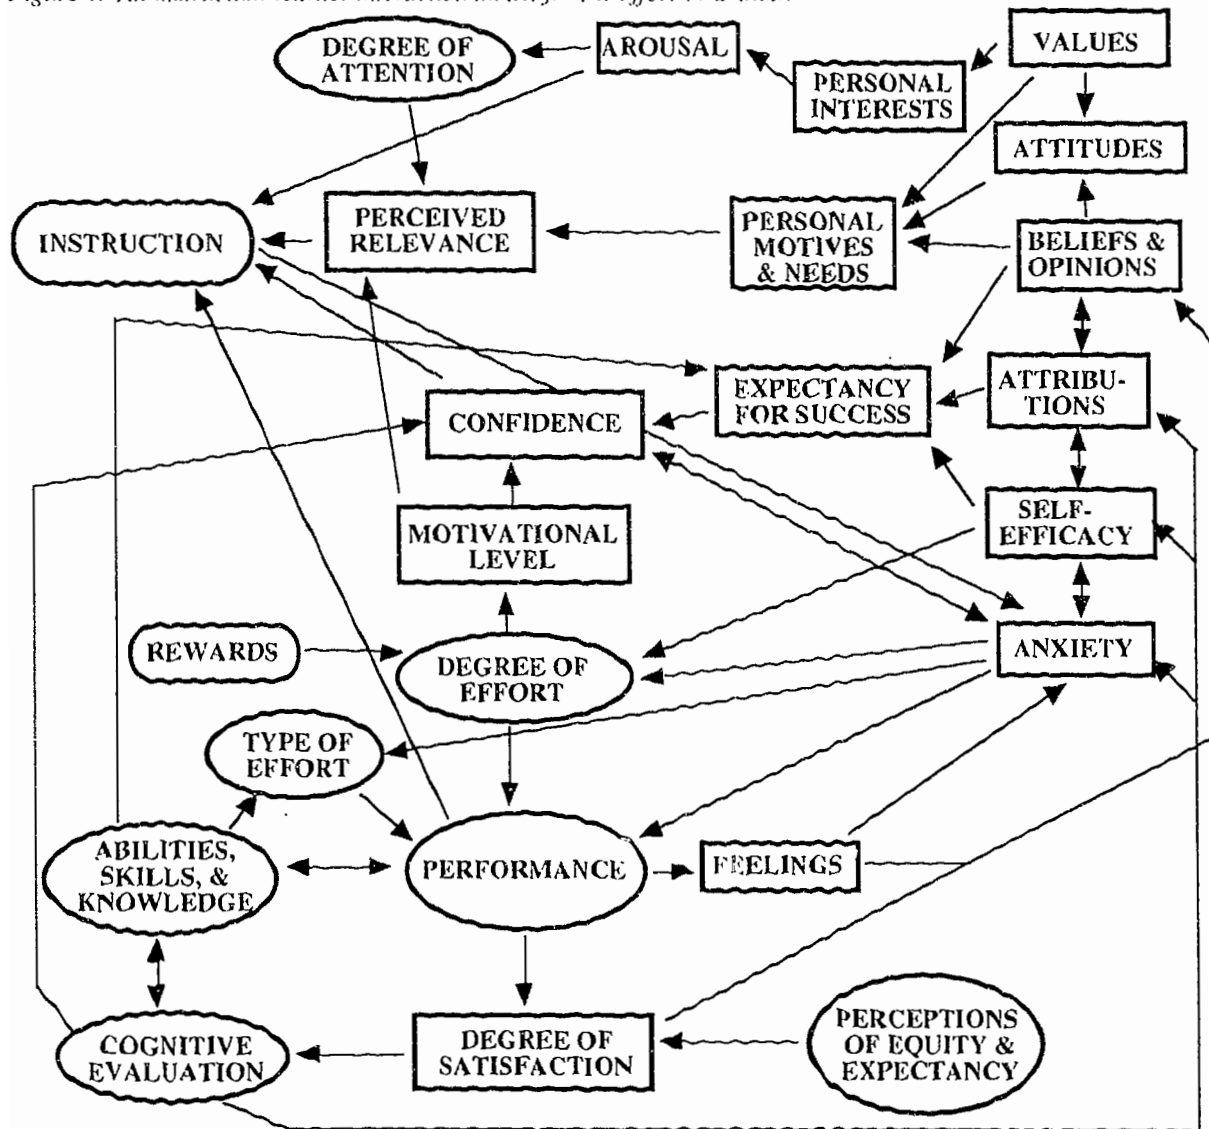 DEGREE OF
ATTENTION
AROUSAL
VALUES
PERSONAL
INTERESTS
ATTITUDES
INSTRUCTION
PERCEIVED
RELEVANCE
PERSONAL
MOTIVES
& NEEDS
BELIEFS &
OPINIONS
EXPECTANCY
FOR SUCCESS
ATTRIBU-
TIONS
CONFIDENCE
MOTIVATIONAL
LEVEL
SELF-
EFFICACY
REWARDS
DEGREE OF
EFFORT
ANXIETY
TYPE OF
EFFORT
ABILITIES,
SKILLS, &
KNOWLEDGE
PERFORMANCE
FEELINGS
COGNITIVE
EVALUATION
DEGREE OF
SATISFACTION
PERCEPTIONS
OF EQUITY &
EXPECTANCY